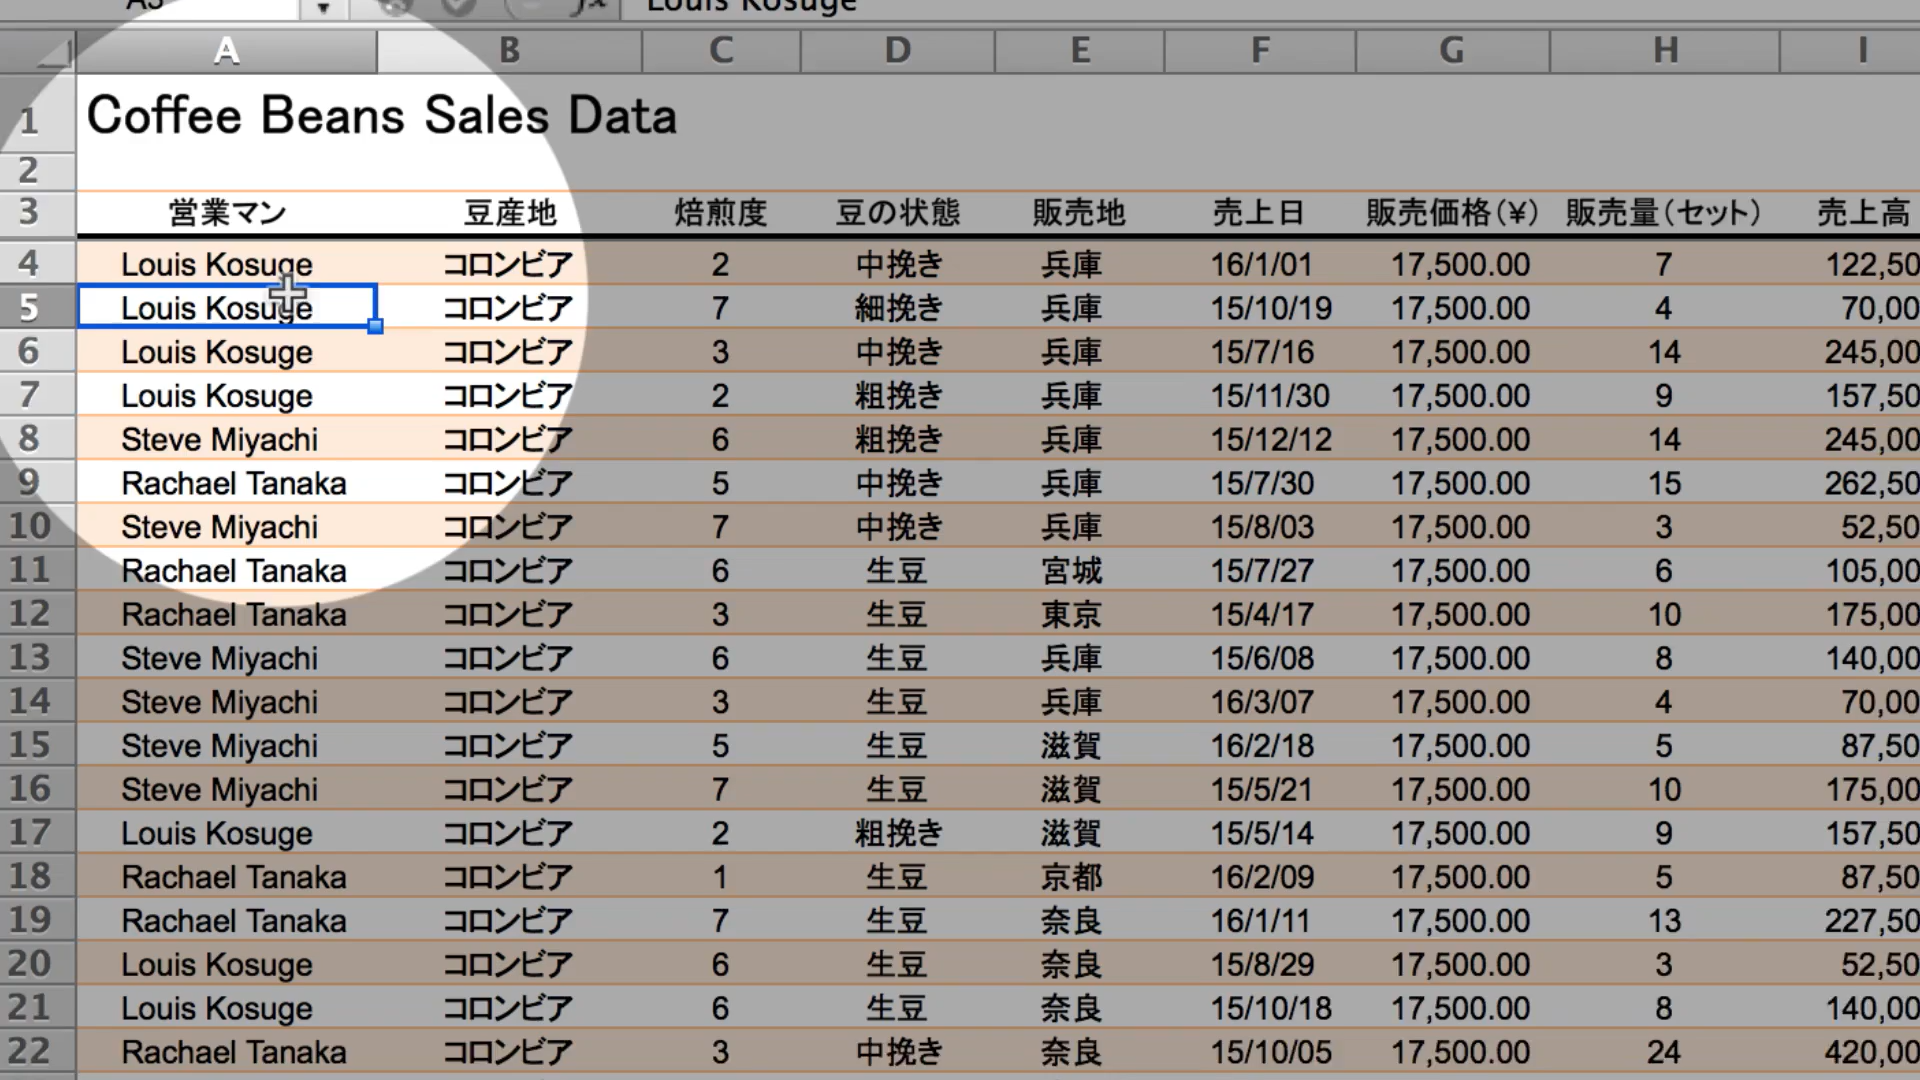 Louis Kosuge
A B C D E F G H I
1 Coffee Beans Sales Data
2
3 営業マン 豆産地 焙煎度 豆の状態 販売地 売上日 販売価格(¥) 販売量(セット) 売上高
4 Louis Kosuge コロンビア 2 中挽き 兵庫 16/1/01 17,500.00 7 122,50
5 Louis Kosuge コロンビア 7 細挽き 兵庫 15/10/19 17,500.00 4 70,00
6 Louis Kosuge コロンビア 3 中挽き 兵庫 15/7/16 17,500.00 14 245,00
7 Louis Kosuge コロンビア 2 粗挽き 兵庫 15/11/30 17,500.00 9 157,50
8 Steve Miyachi コロンビア 6 粗挽き 兵庫 15/12/12 17,500.00 14 245,00
9 Rachael Tanaka コロンビア 5 中挽き 兵庫 15/7/30 17,500.00 15 262,50
10 Steve Miyachi コロンビア 7 中挽き 兵庫 15/8/03 17,500.00 3 52,50
11 Rachael Tanaka コロンビア 6 生豆 宮城 15/7/27 17,500.00 6 105,00
12 Rachael Tanaka コロンビア 3 生豆 東京 15/4/17 17,500.00 10 175,00
13 Steve Miyachi コロンビア 6 生豆 兵庫 15/6/08 17,500.00 8 140,00
14 Steve Miyachi コロンビア 3 生豆 兵庫 16/3/07 17,500.00 4 70,00
15 Steve Miyachi コロンビア 5 生豆 滋賀 16/2/18 17,500.00 5 87,50
16 Steve Miyachi コロンビア 7 生豆 滋賀 15/5/21 17,500.00 10 175,00
17 Louis Kosuge コロンビア 2 粗挽き 滋賀 15/5/14 17,500.00 9 157,50
18 Rachael Tanaka コロンビア 1 生豆 京都 16/2/09 17,500.00 5 87,50
19 Rachael Tanaka コロンビア 7 生豆 奈良 16/1/11 17,500.00 13 227,50
20 Louis Kosuge コロンビア 6 生豆 奈良 15/8/29 17,500.00 3 52,50
21 Louis Kosuge コロンビア 6 生豆 奈良 15/10/18 17,500.00 8 140,00
22 Rachael Tanaka コロンビア 3 中挽き 奈良 15/10/05 17,500.00 24 420,00